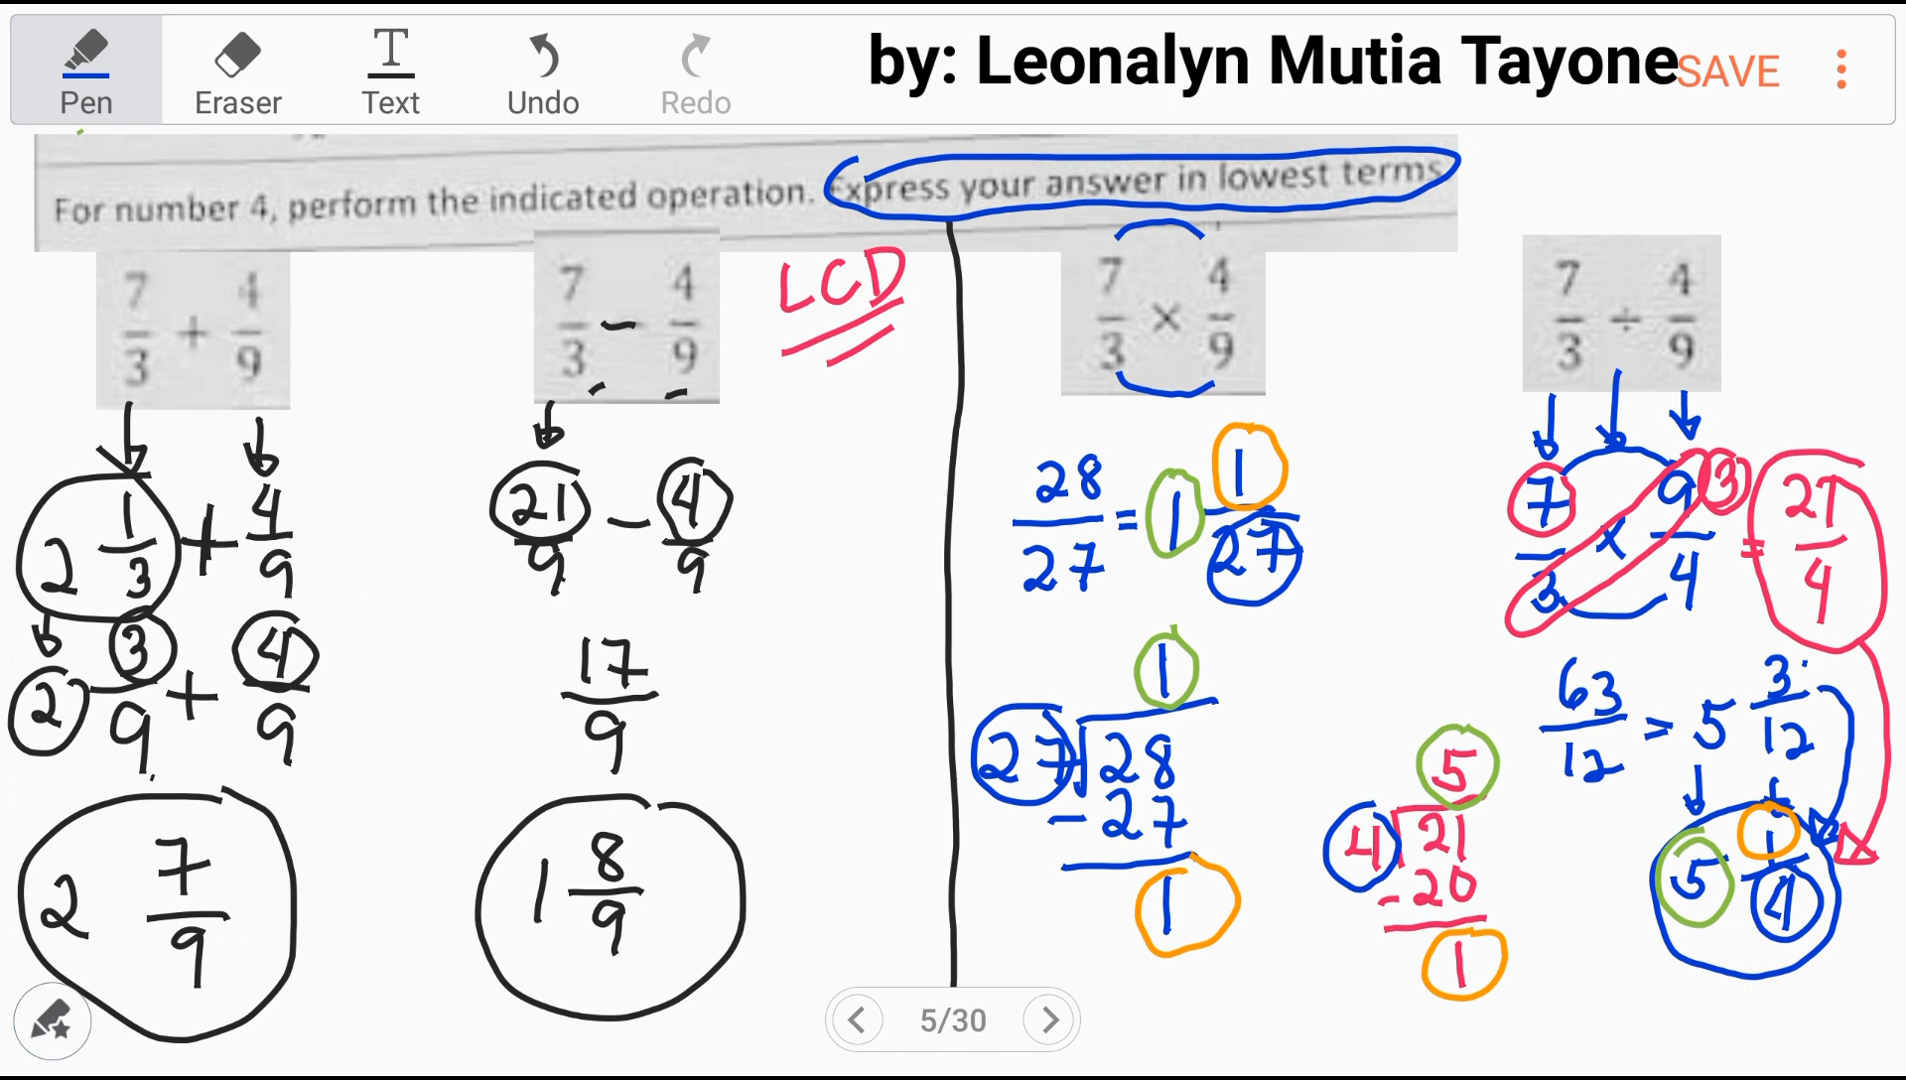 Pen Eraser Text Undo Redo by: Leonalyn Mutia Tayone SAVE
For number 4, perform the indicated operation. Express your answer in lowest terms
7/3 + 4/9
2 1/3 + 4/9
2 3/9 + 4/9
2 7/9
7/3 - 4/9
LCD
21/9 - 4/9
17/9
1 8/9
7/3 × 4/9
28/27 = 1 1/27
1
27 28
- 27
1
7/3 ÷ 4/9
7/3 × 9/4 3 = 21/4
63/12 = 5 3/12
5 1/4
5
4 21
- 20
1
5/30